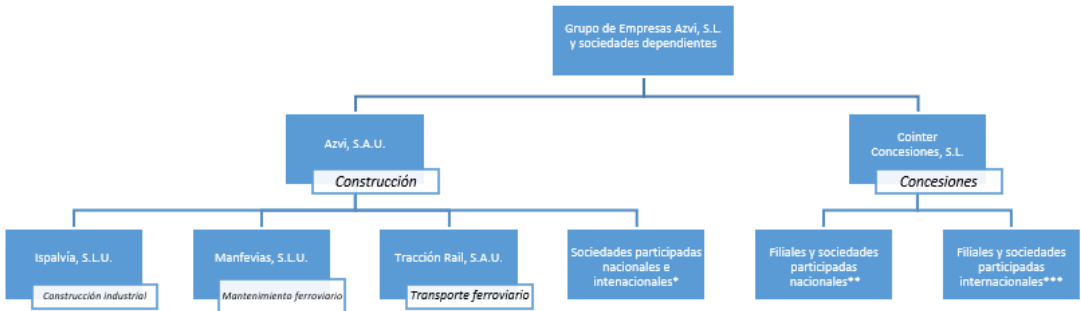 Grupo de Empresas Azvi, S.L.
y sociedades dependientes
Azvi, S.A.U.
Construcción
Cointer
Concesiones, S.L.
Concesiones
Ispalvía, S.L.U.
Construcción industrial
Manfevias, S.L.U.
Mantenimiento ferroviario
Tracción Rail, S.A.U.
Transporte ferroviario
Sociedades participadas
nacionales e
intenacionales*
Filiales y sociedades
participadas
nacionales**
Filiales y sociedades
participadas
internacionales***